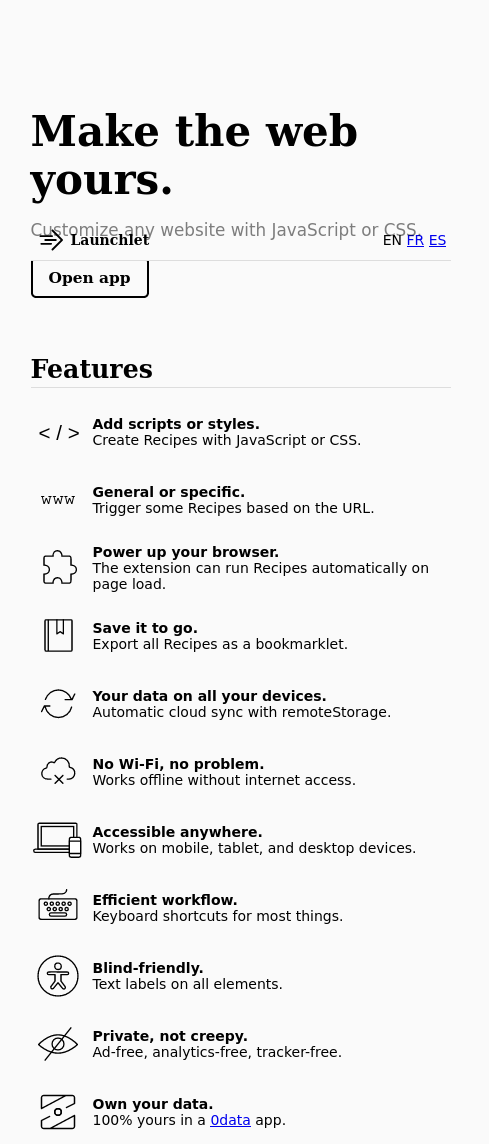 Make the web
yours.
Customize any website with JavaScript or CSS.
Launchlet
EN FR ES
Open app
Features
< / >
Add scripts or styles.
Create Recipes with JavaScript or CSS.
www
General or specific.
Trigger some Recipes based on the URL.
Power up your browser.
The extension can run Recipes automatically on
page load.
Save it to go.
Export all Recipes as a bookmarklet.
Your data on all your devices.
Automatic cloud sync with remoteStorage.
No Wi-Fi, no problem.
Works offline without internet access.
Accessible anywhere.
Works on mobile, tablet, and desktop devices.
Efficient workflow.
Keyboard shortcuts for most things.
Blind-friendly.
Text labels on all elements.
Private, not creepy.
Ad-free, analytics-free, tracker-free.
Own your data.
100% yours in a 0data app.